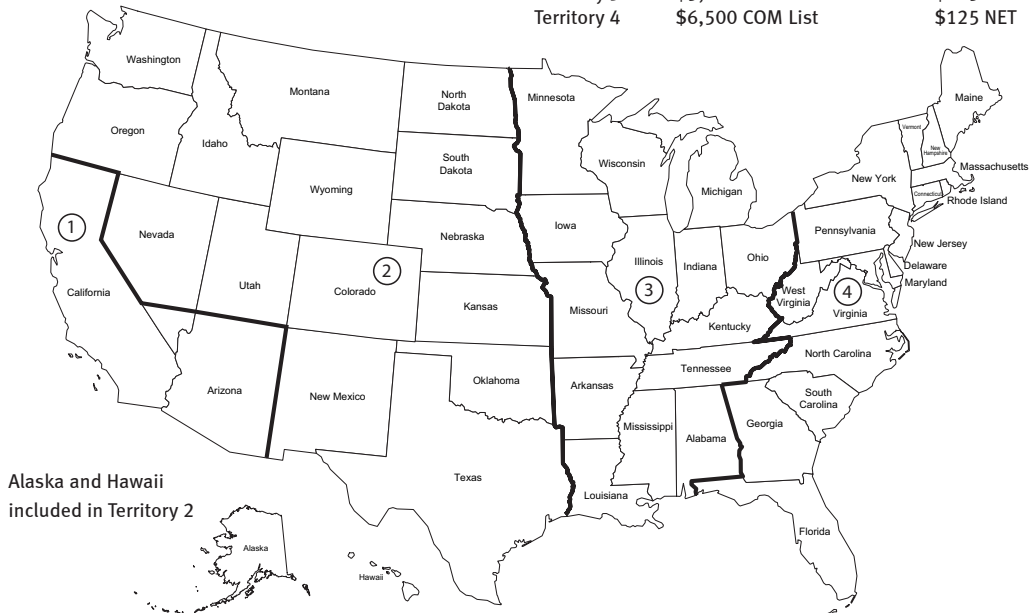 Territory 4 $6,500 COM List $125 NET
Washington
Montana
North
Dakota
Minnesota
Maine
Oregon
Idaho
South
Dakota
Wisconsin
Vermont
New
Hampshire
Massachusetts
Wyoming
Michigan
New York
Connecticut
Rhode Island
1
Nevada
Nebraska
Iowa
Pennsylvania
New Jersey
2
Utah
Colorado
Illinois
3
Indiana
Ohio
Delaware
Maryland
California
Kansas
Missouri
West
Virginia
4
Virginia
Kentucky
North Carolina
Arizona
New Mexico
Oklahoma
Arkansas
Tennessee
South
Carolina
Mississippi
Alabama
Georgia
Texas
Louisiana
Alaska and Hawaii
included in Territory 2
Florida
Alaska
Hawaii